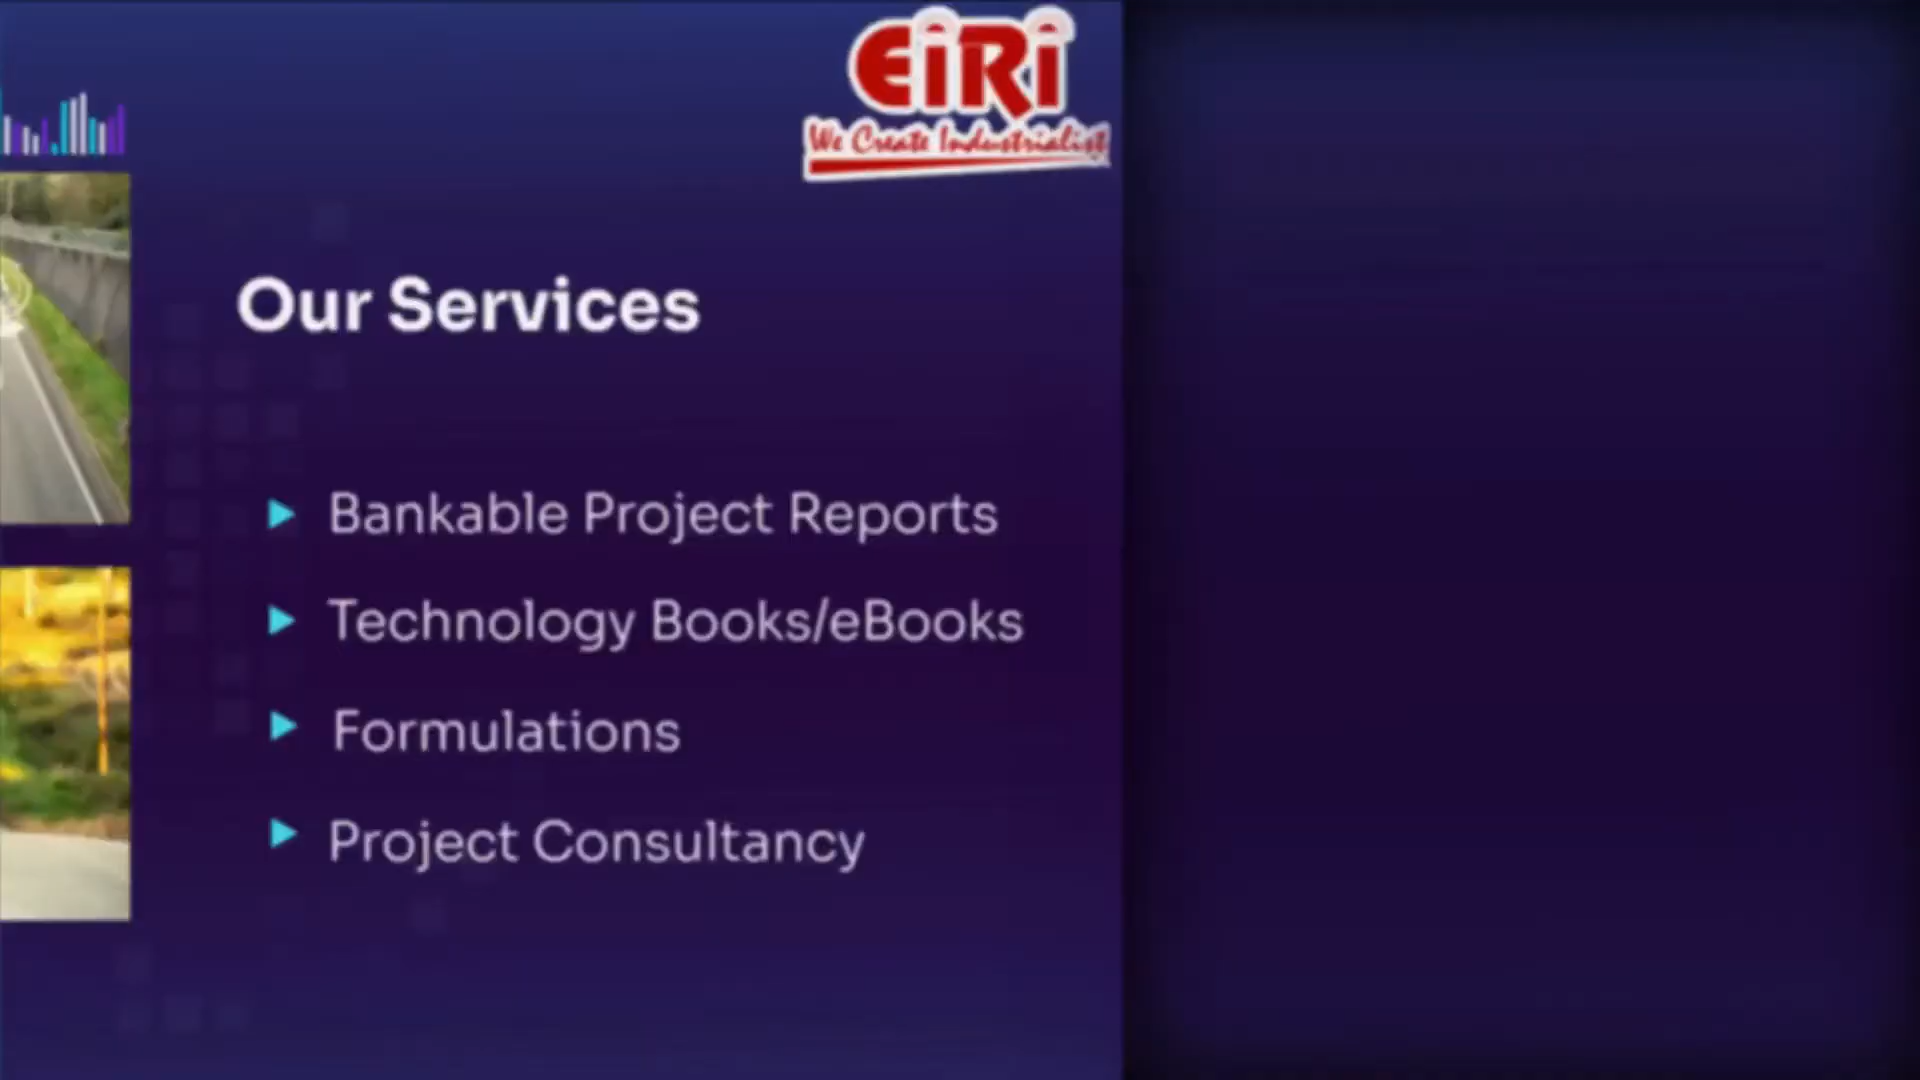 EiRi
We Create Industrialist
Our Services
Bankable Project Reports
Technology Books/eBooks
Formulations
Project Consultancy